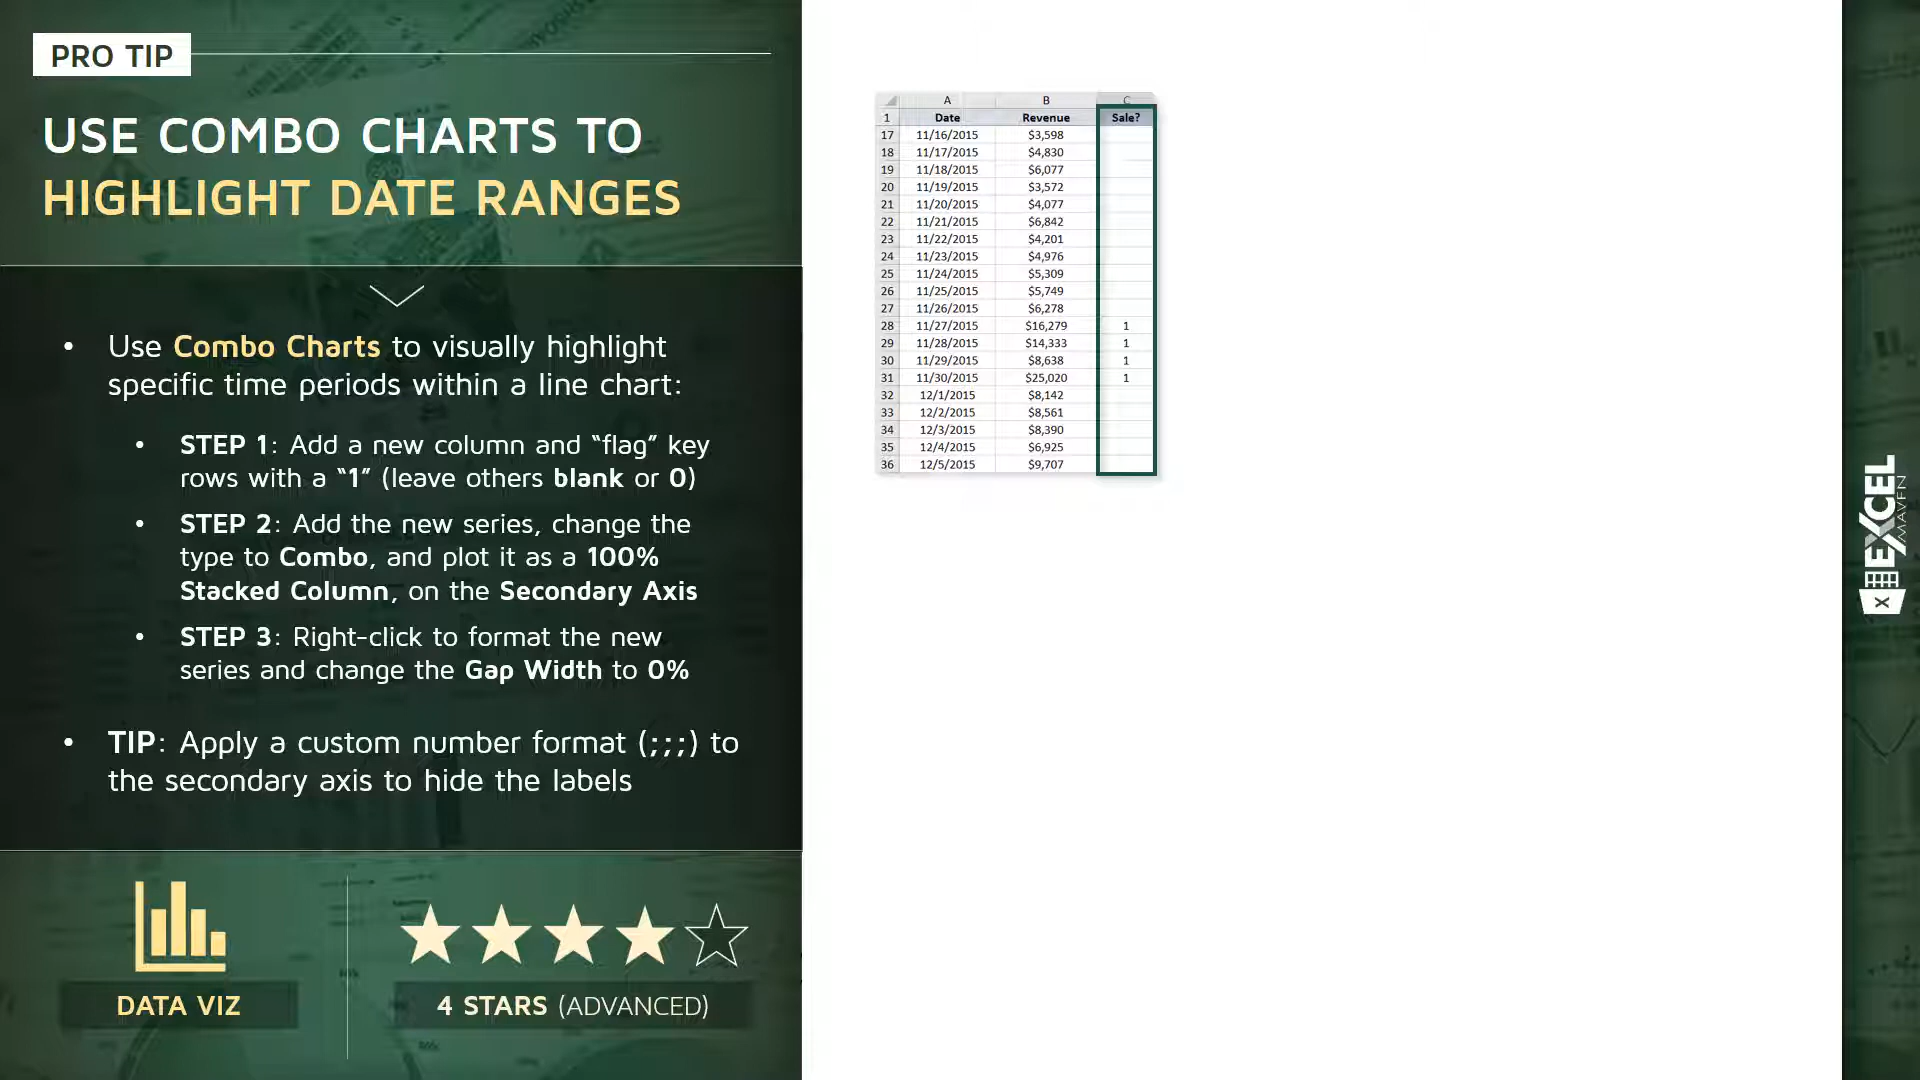 PRO TIP
USE COMBO CHARTS TO
HIGHLIGHT DATE RANGES
• Use Combo Charts to visually highlight
specific time periods within a line chart:
• STEP 1: Add a new column and “flag” key
rows with a “1” (leave others blank or 0)
• STEP 2: Add the new series, change the
type to Combo, and plot it as a 100%
Stacked Column, on the Secondary Axis
• STEP 3: Right-click to format the new
series and change the Gap Width to 0%
• TIP: Apply a custom number format (;;;) to
the secondary axis to hide the labels
DATA VIZ
4 STARS (ADVANCED)
A B C
1 Date Revenue Sale?
17 11/16/2015 $3,598
18 11/17/2015 $4,830
19 11/18/2015 $6,077
20 11/19/2015 $3,572
21 11/20/2015 $4,077
22 11/21/2015 $6,842
23 11/22/2015 $4,201
24 11/23/2015 $4,976
25 11/24/2015 $5,309
26 11/25/2015 $5,749
27 11/26/2015 $6,278
28 11/27/2015 $16,279 1
29 11/28/2015 $14,333 1
30 11/29/2015 $8,638 1
31 11/30/2015 $25,020 1
32 12/1/2015 $8,142
33 12/2/2015 $8,561
34 12/3/2015 $8,390
35 12/4/2015 $6,925
36 12/5/2015 $9,707
X
EXCEL
MAVEN